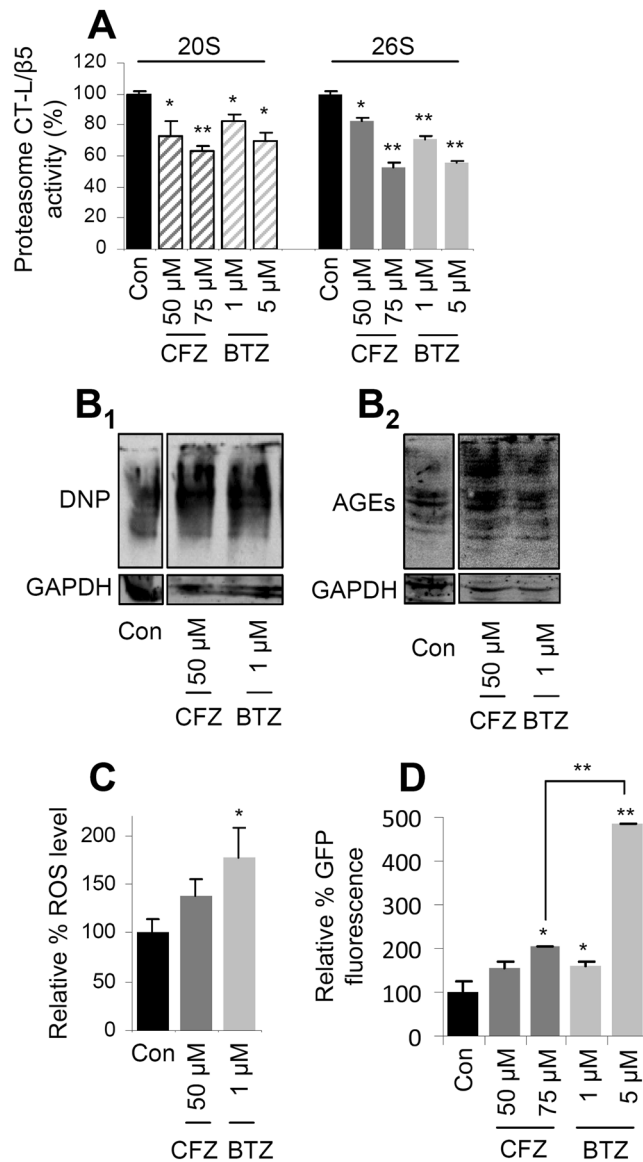 A
20S
26S
Proteasome CT-L/β5
activity (%)
120
100
80
60
40
20
0
*
**
*
*
*
**
**
**
Con
50 µM
75 µM
1 µM
5 µM
Con
50 µM
75 µM
1 µM
5 µM
CFZ
BTZ
CFZ
BTZ
B1
DNP
GAPDH
Con
50 µM
1 µM
CFZ
BTZ
B2
AGEs
GAPDH
Con
50 µM
1 µM
CFZ
BTZ
C
Relative % ROS level
200
150
100
50
0
*
Con
50 µM
1 µM
CFZ
BTZ
D
Relative % GFP
fluorescence
500
400
300
200
100
0
**
*
*
**
Con
50 µM
75 µM
1 µM
5 µM
CFZ
BTZ